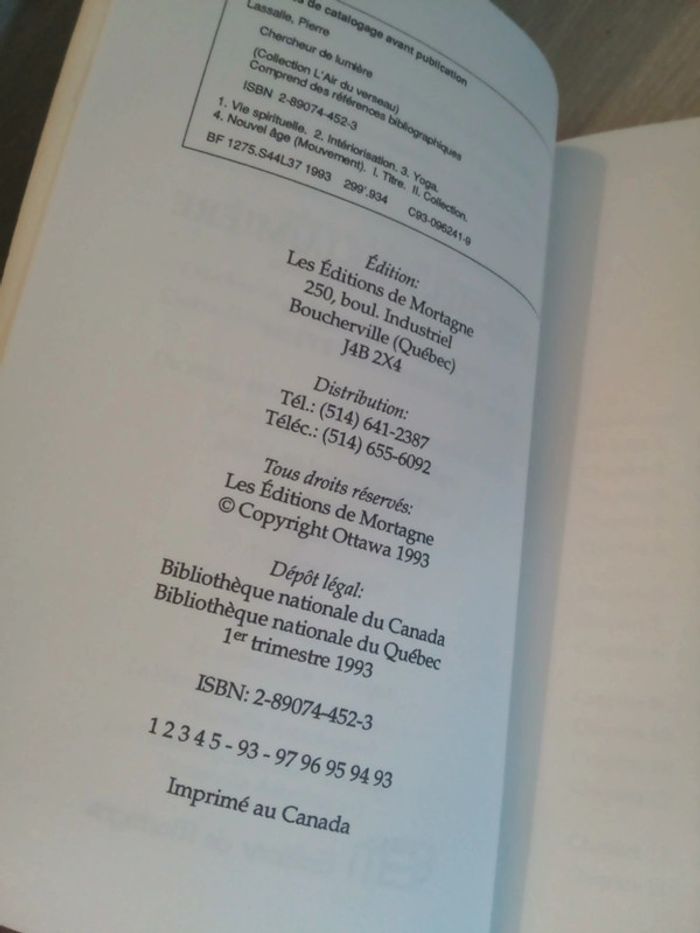 de catalogage avant publication
Lassalle, Pierre
Chercheur de lumière
(Collection L'Air du verseau)
Comprend des références bibliographiques
ISBN 2-89074-452-3
1. Vie spirituelle. 2. Intériorisation. 3. Yoga.
4. Nouvel âge (Mouvement). I. Titre. II. Collection.
BF 1275.S44L37 1993 299'.934 C93-096241-9
Édition:
Les Éditions de Mortagne
250, boul. Industriel
Boucherville (Québec)
J4B 2X4
Distribution:
Tél.: (514) 641-2387
Téléc.: (514) 655-6092
Tous droits réservés:
Les Éditions de Mortagne
© Copyright Ottawa 1993
Dépôt légal:
Bibliothèque nationale du Canada
Bibliothèque nationale du Québec
1er trimestre 1993
ISBN: 2-89074-452-3
1 2 3 4 5 - 93 - 97 96 95 94 93
Imprimé au Canada